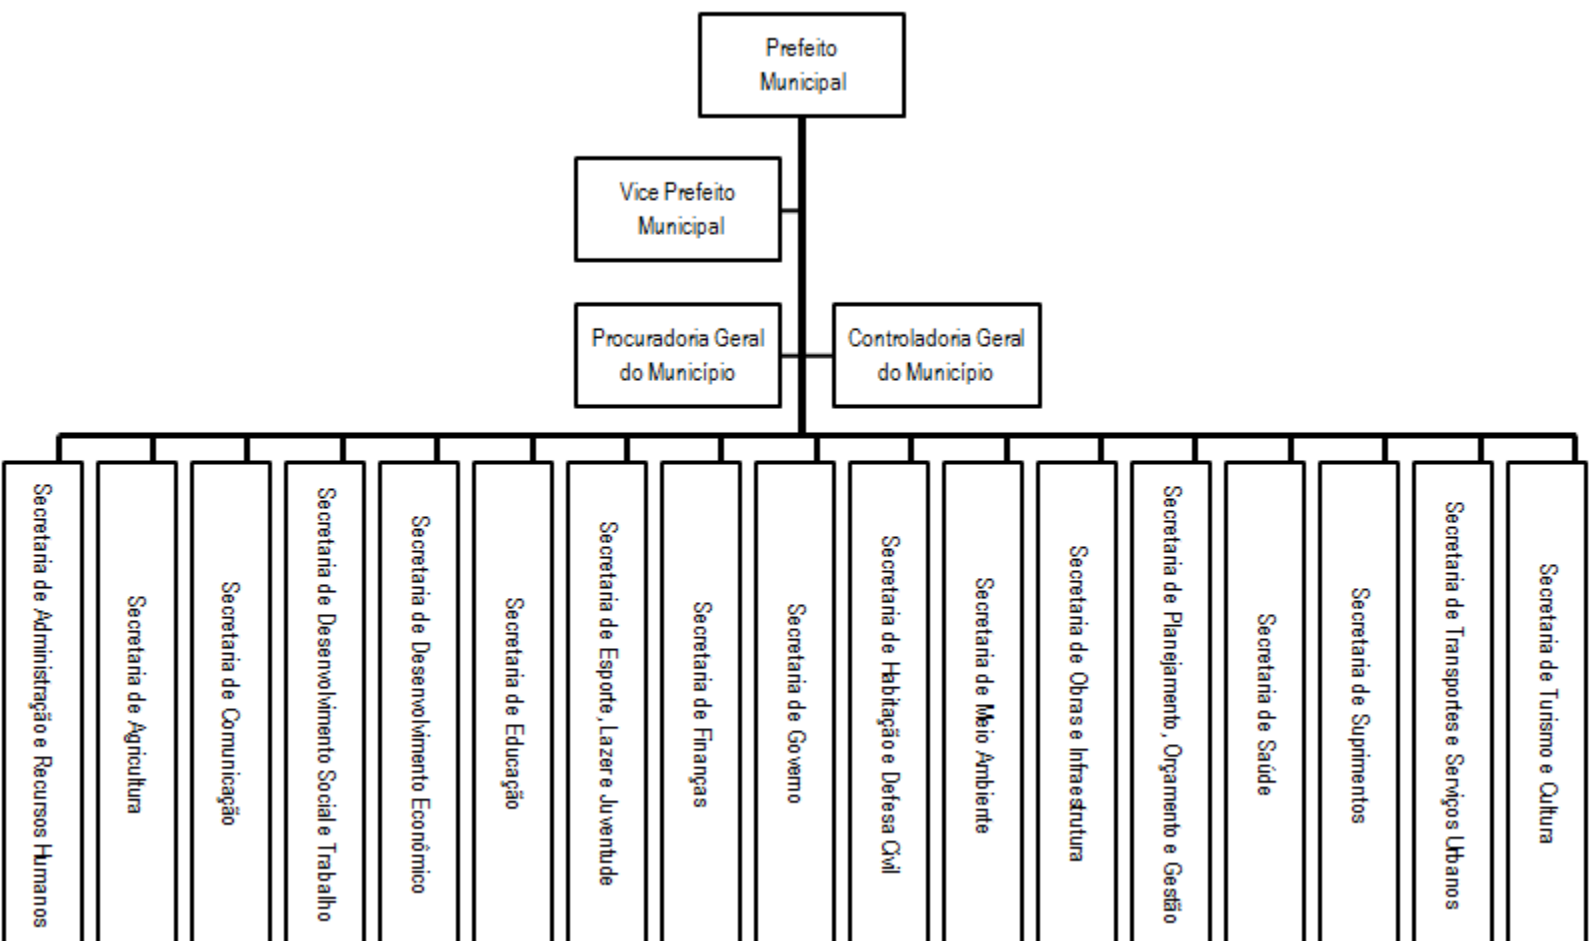 Prefeito
Municipal
Vice Prefeito
Municipal
Procuradoria Geral
do Município
Controladoria Geral
do Município
Secretaria de Administração e Recursos Humanos
Secretaria de Agricultura
Secretaria de Comunicação
Secretaria de Desenvolvimento Social e Trabalho
Secretaria de Desenvolvimento Econômico
Secretaria de Educação
Secretaria de Esporte, Lazer e Juventude
Secretaria de Finanças
Secretaria de Governo
Secretaria de Habitação e Defesa Civil
Secretaria de Meio Ambiente
Secretaria de Obras e Infraestrutura
Secretaria de Planejamento, Orçamento e Gestão
Secretaria de Saúde
Secretaria de Suprimentos
Secretaria de Transportes e Serviços Urbanos
Secretaria de Turismo e Cultura